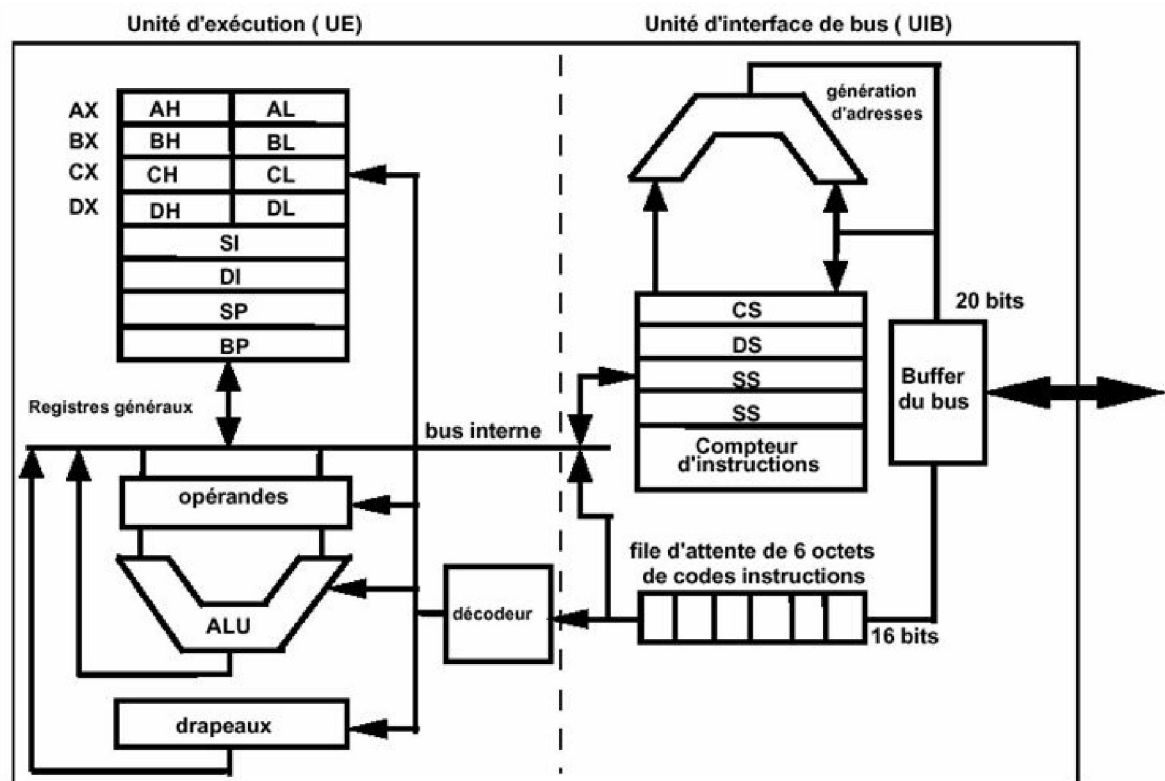 Unité d'exécution ( UE)
Unité d'interface de bus ( UIB)
AX AH AL
BX BH BL
CX CH CL
DX DH DL
SI
DI
SP
BP
Registres généraux
bus interne
opérandes
ALU
drapeaux
décodeur
génération
d'adresses
CS
DS
SS
SS
Compteur
d'instructions
20 bits
Buffer
du bus
file d'attente de 6 octets
de codes instructions
16 bits